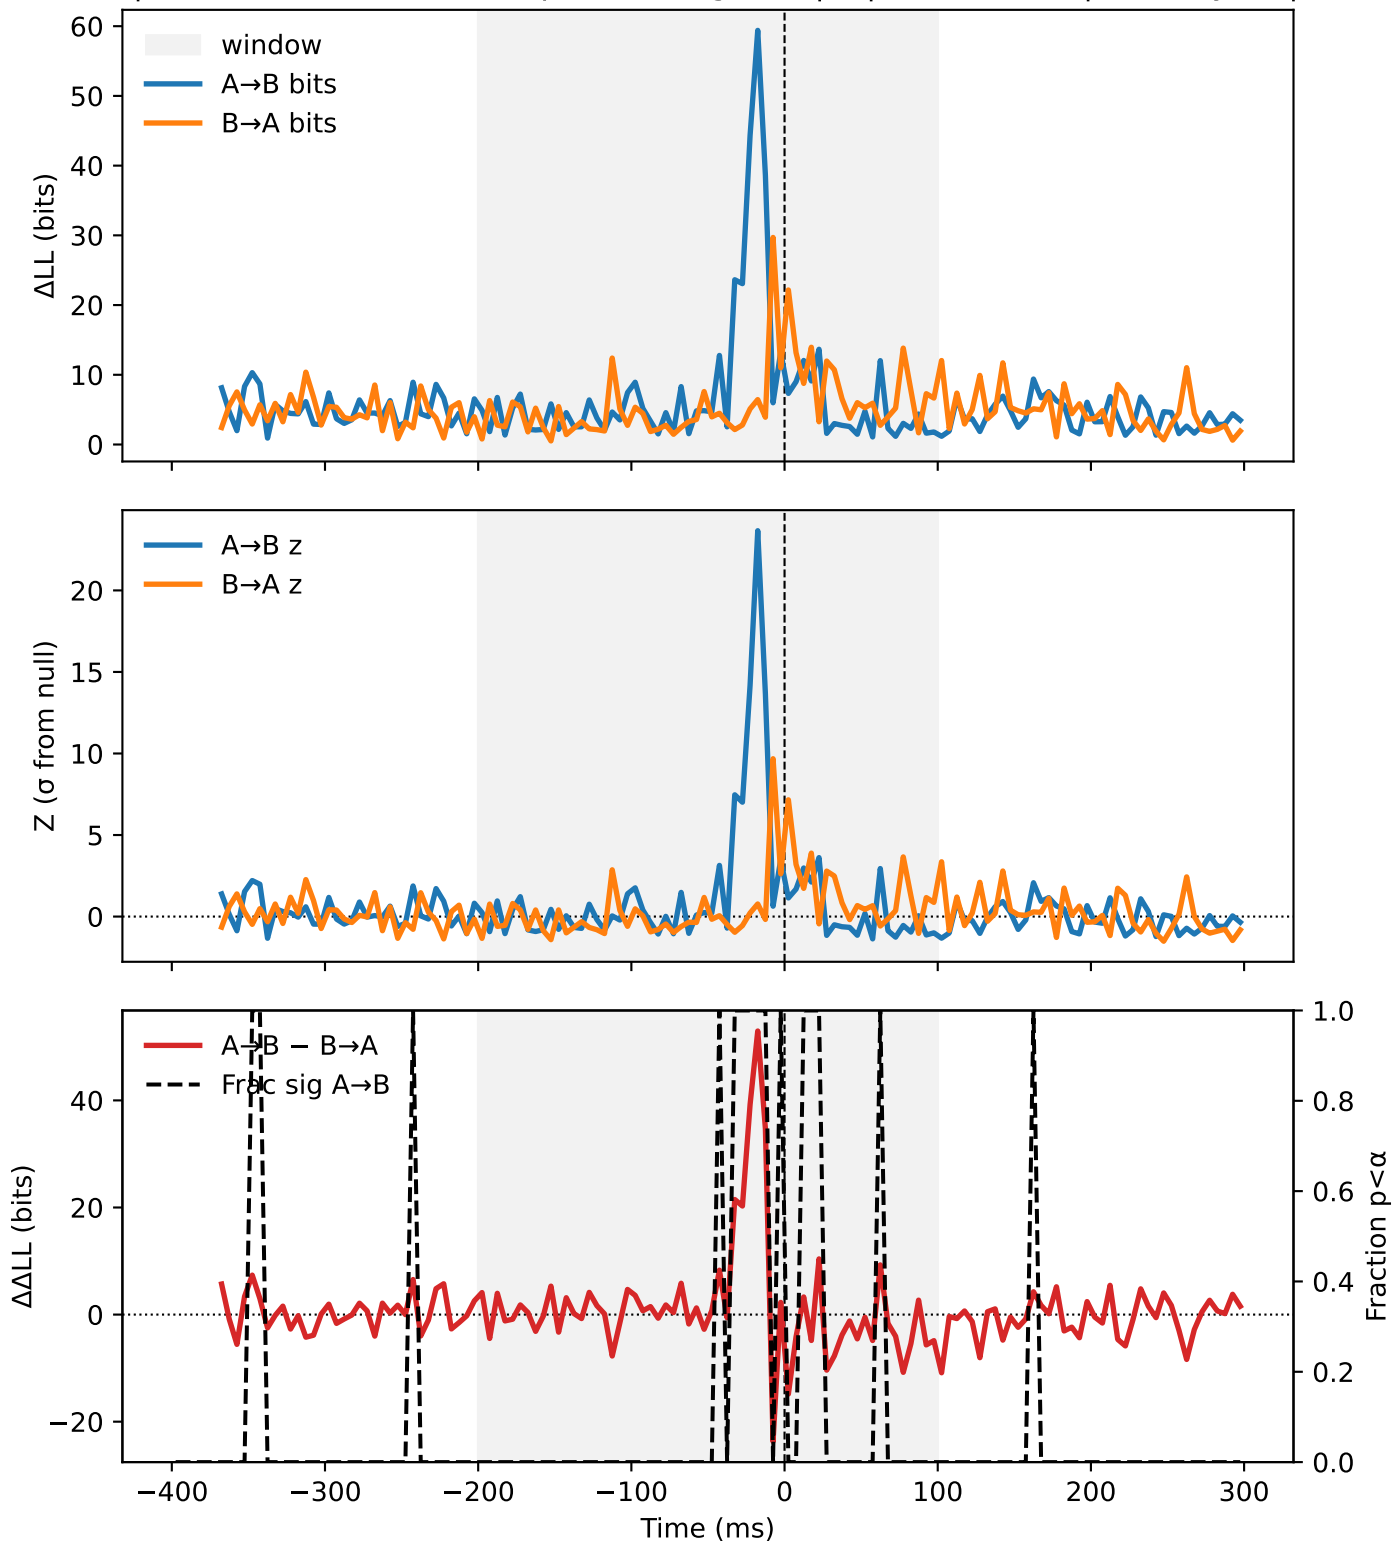 60
50
40
30
20
10
0
ΔLL (bits)
window
A→B bits
B→A bits
20
15
10
5
0
Z (σ from null)
A→B z
B→A z
40
20
0
−20
ΔΔLL (bits)
A→B − B→A
Frac sig A→B
1.0
0.8
0.6
0.4
0.2
0.0
Fraction p<α
−400 −300 −200 −100 0 100 200 300
Time (ms)